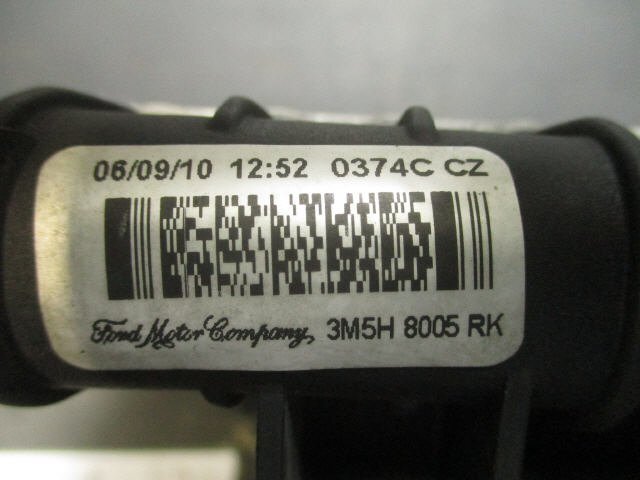 06/09/10 12:52 0374C CZ
Ford Motor Company, 3M5H 8005 RK